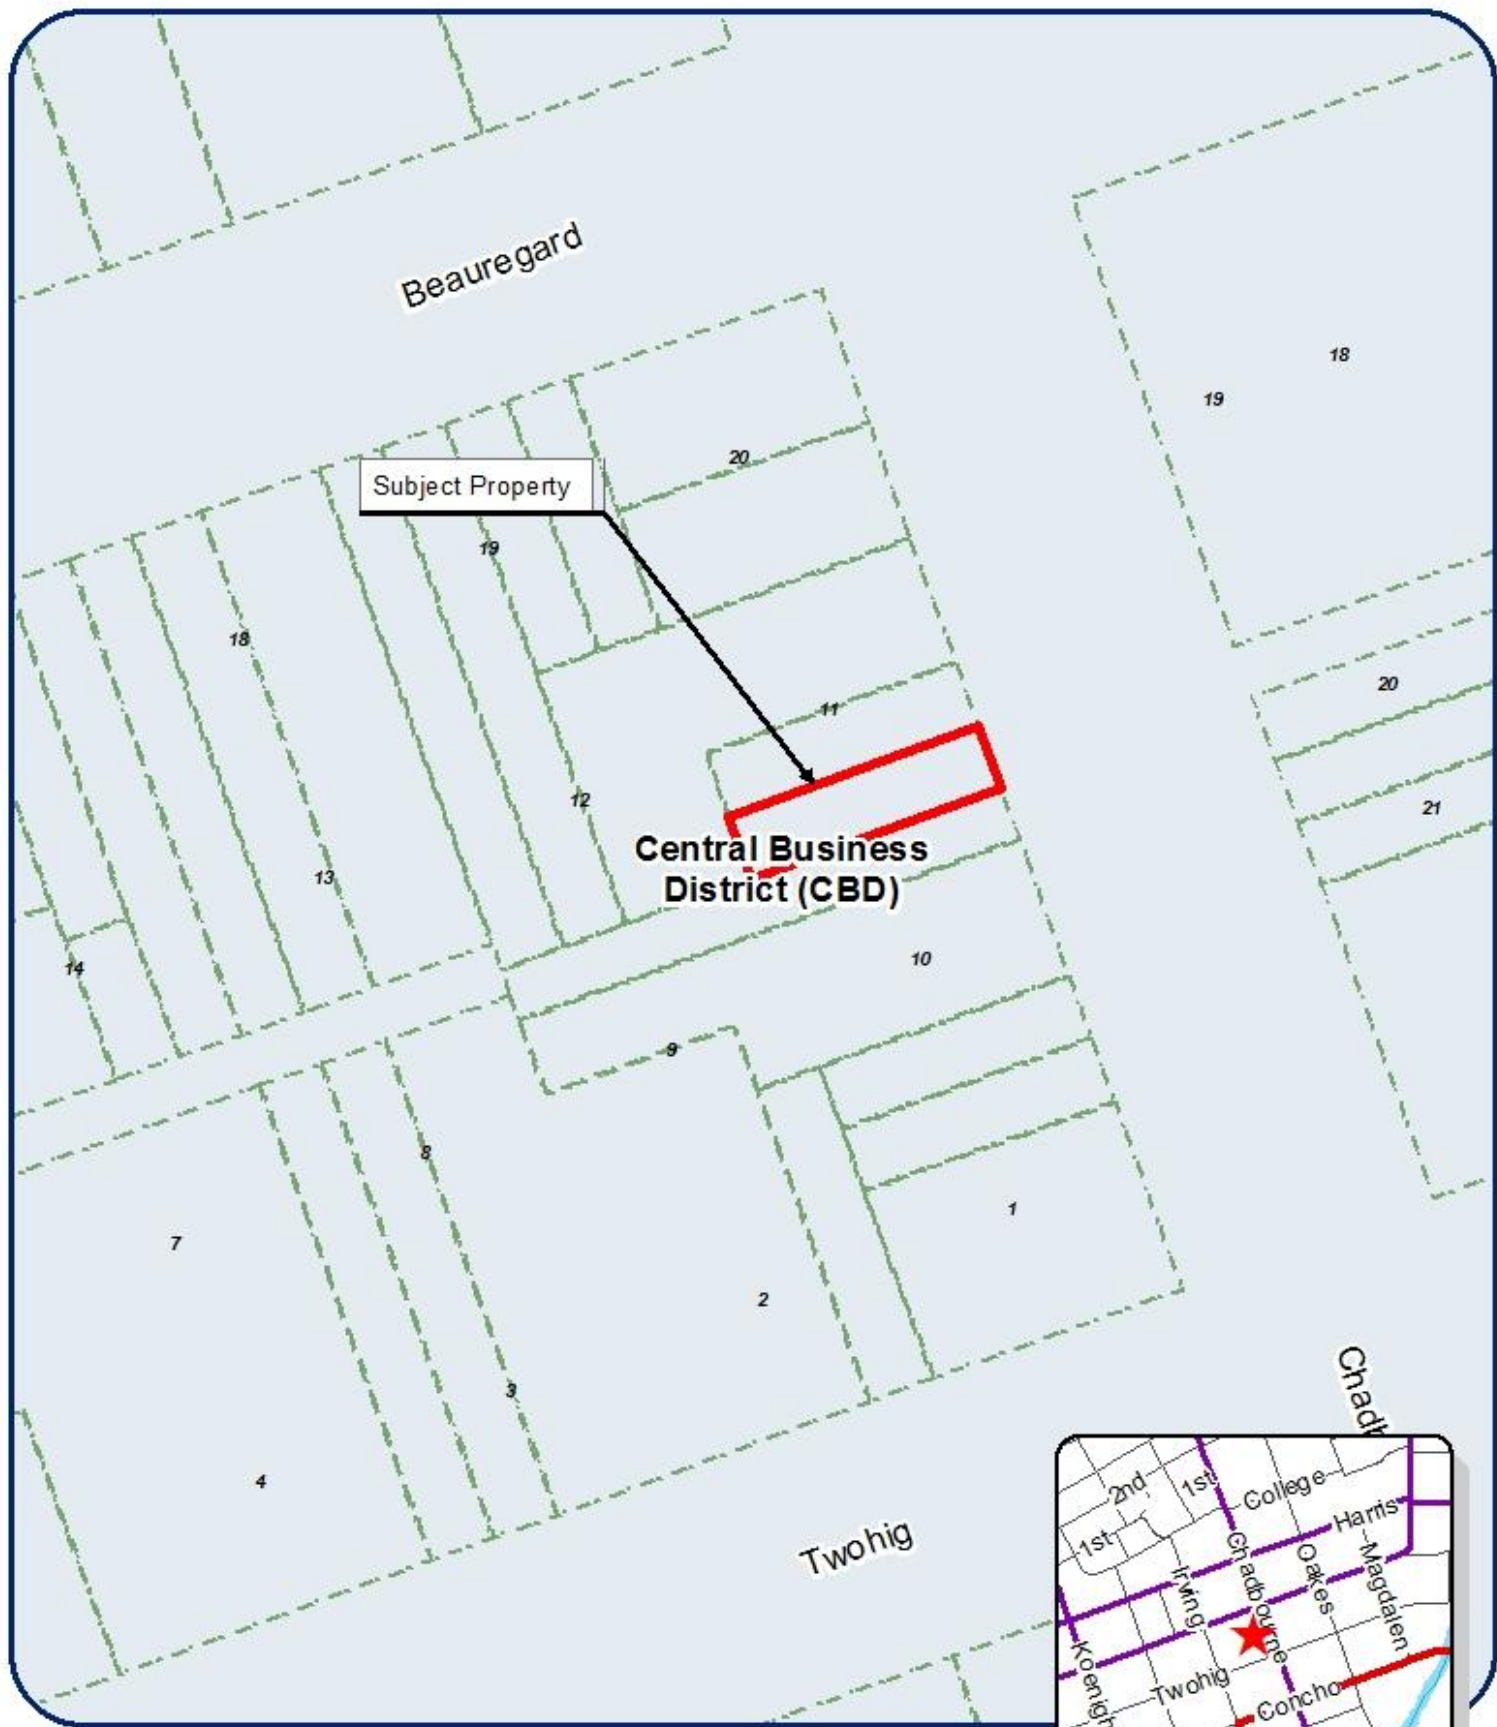 Beauregard
18
19
20
Subject Property
19
18
20
11
12
21
Central Business
District (CBD)
13
10
14
9
8
1
7
2
3
4
Twohig
2nd
1st
College
Harris
1st
Chadbourne
Oakes
Magdalen
Irving
Twohig
Concho